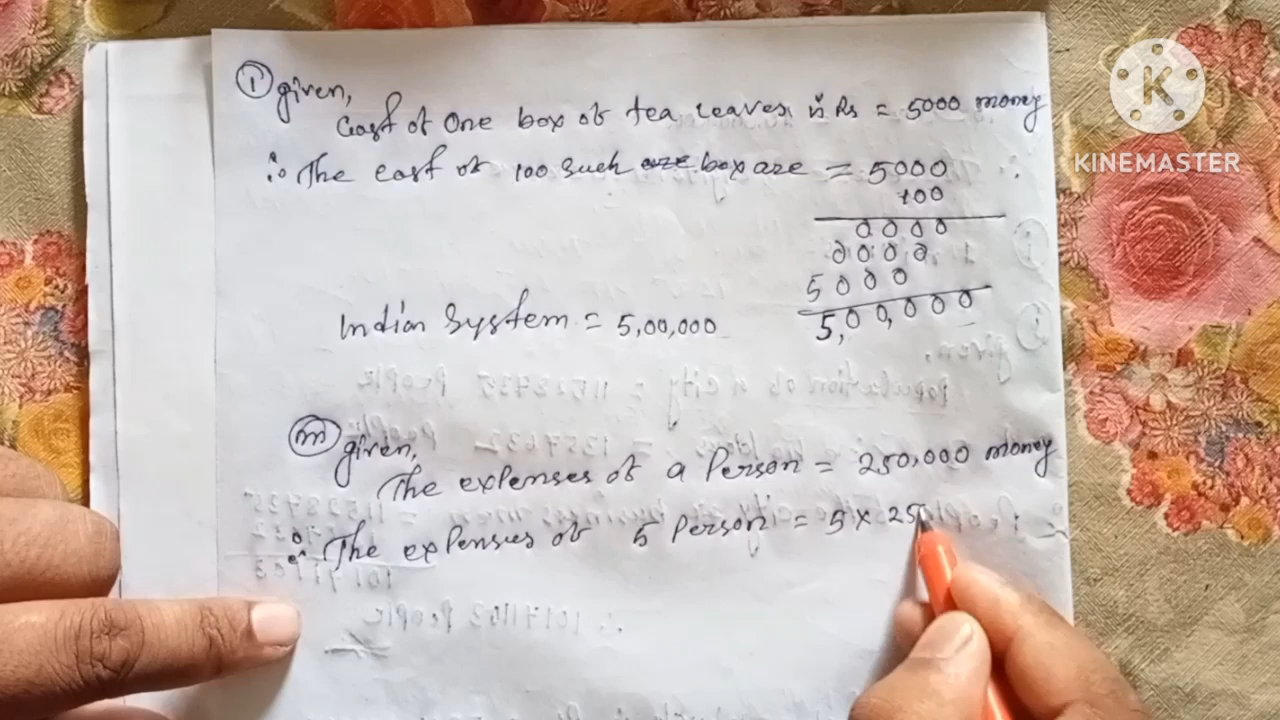 ① given,
Cost of One box of tea leaves is Rs = 5000 money
∴ The cost of 100 such box are = 5000
100
0000
0000
5000
5,00,000
Indian System = 5,00,000
given,
The expenses of a Person = 250,000 money
∴ The expenses of 5 Person = 5 × 25
K
KINEMASTER